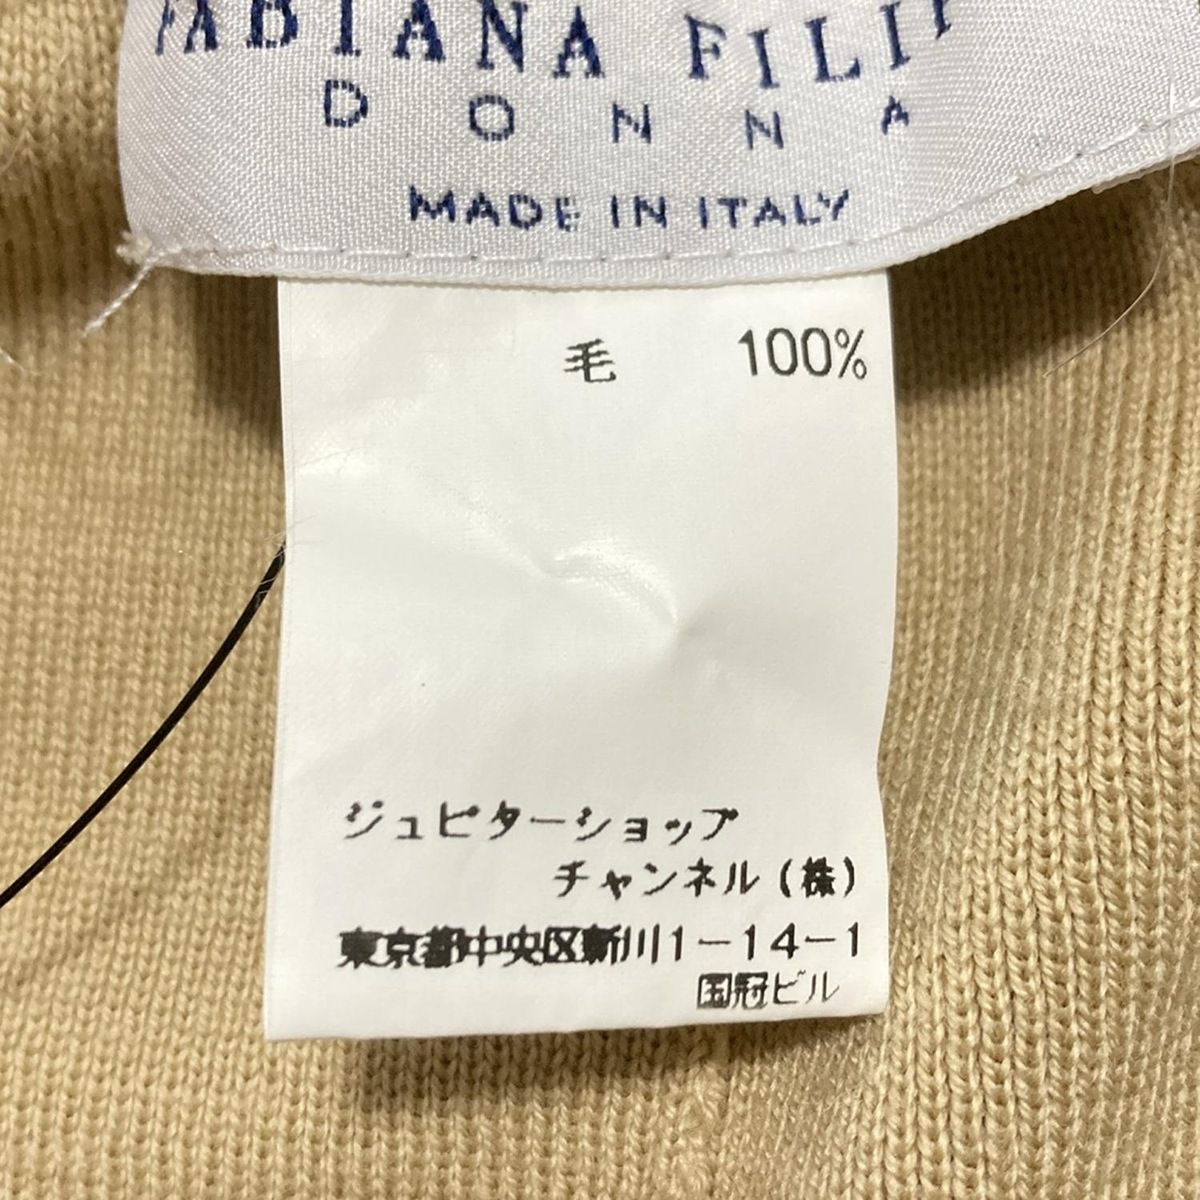 FABIANA FILIP
DONNA
MADE IN ITALY
毛 100%
ジュピターショップ
チャンネル(株)
東京都中央区新川1-14-1
国冠ビル